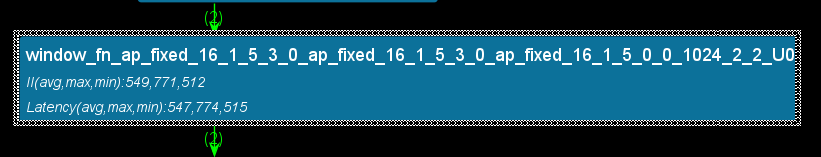 (2)
window_fn_ap_fixed_16_1_5_3_0_ap_fixed_16_1_5_3_0_ap_fixed_16_1_5_0_0_1024_2_2_U0
II(avg,max,min):549,771,512
Latency(avg,max,min):547,774,515
(2)